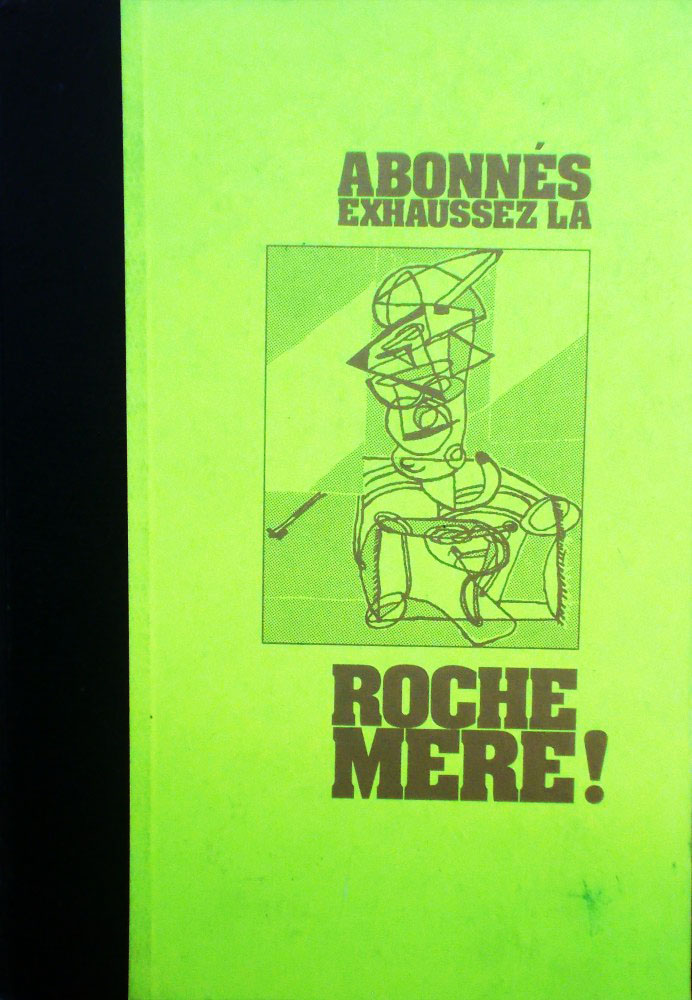 ABONNÉS
EXHAUSSEZ LA
ROCHE
MERE!